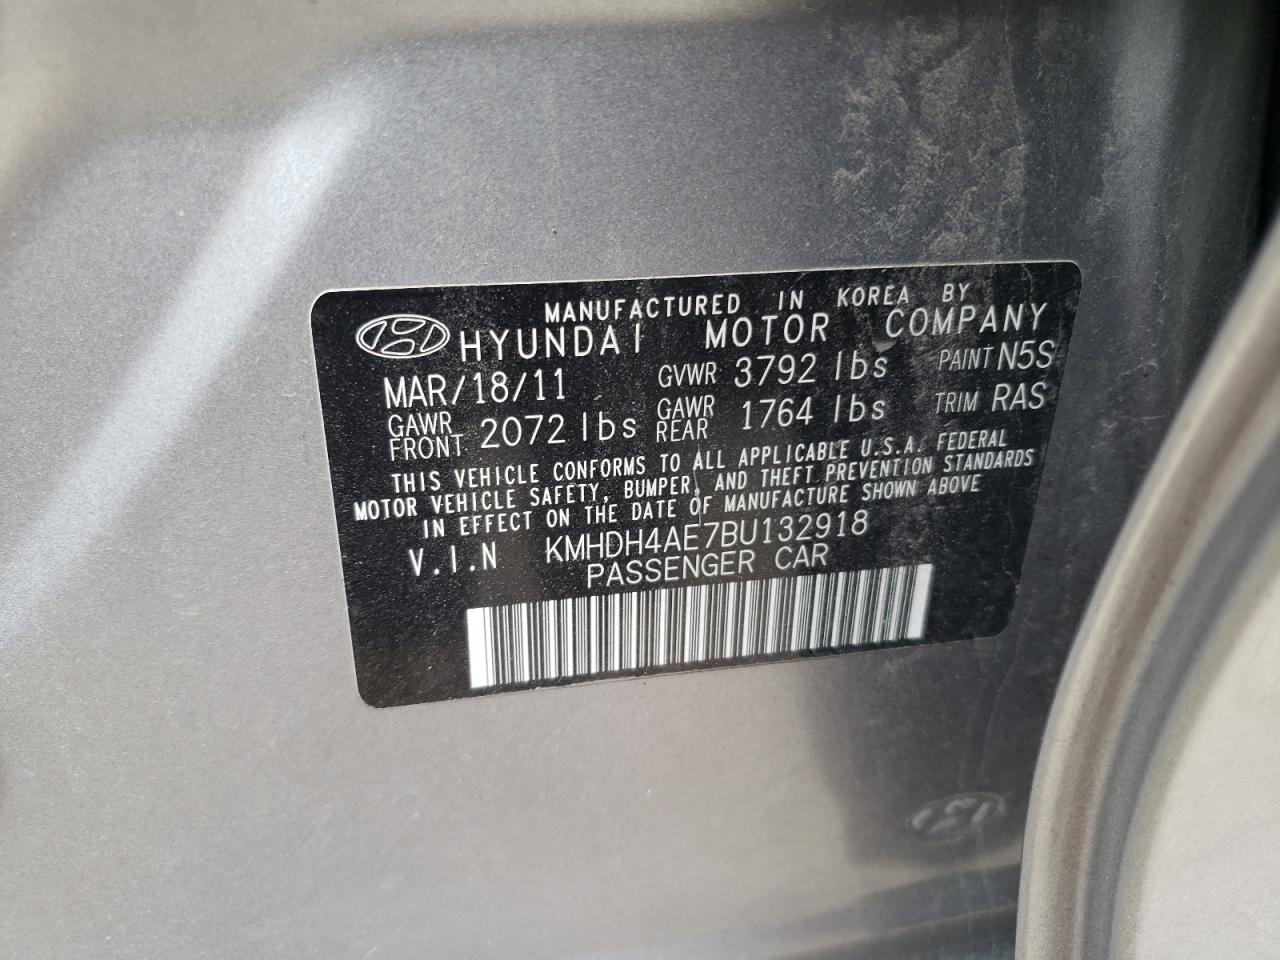 MANUFACTURED IN KOREA BY
HYUNDAI MOTOR COMPANY
MAR/18/11 GVWR 3792 lbs PAINT N5S
GAWR FRONT 2072 lbs GAWR REAR 1764 lbs TRIM RAS
THIS VEHICLE CONFORMS TO ALL APPLICABLE U.S.A. FEDERAL
MOTOR VEHICLE SAFETY, BUMPER, AND THEFT PREVENTION STANDARDS
IN EFFECT ON THE DATE OF MANUFACTURE SHOWN ABOVE
V.I.N KMHDH4AE7BU132918
PASSENGER CAR